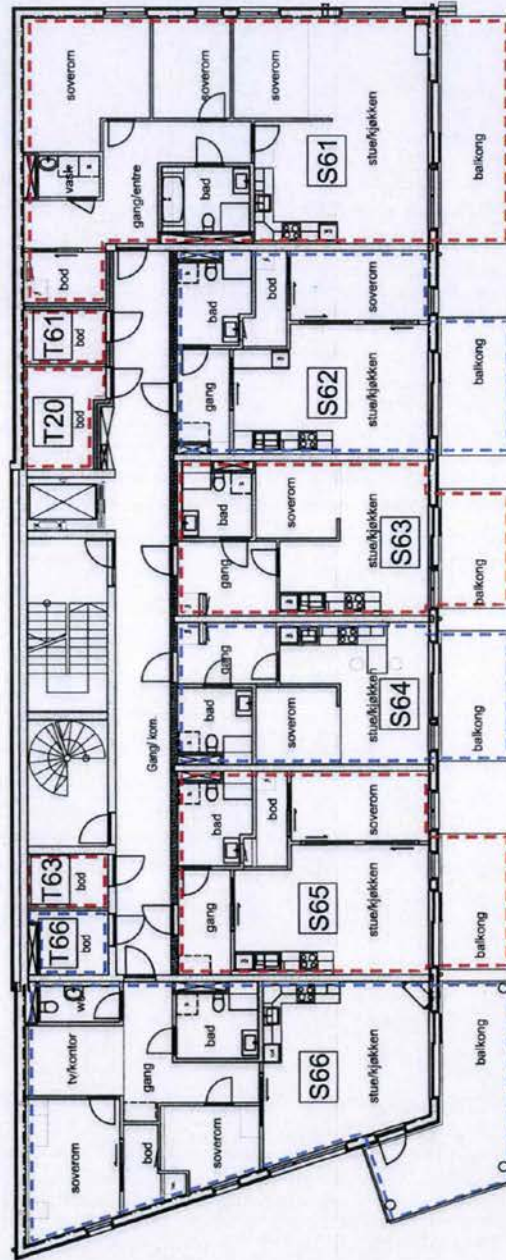 soverom
soverom
soverom
vask
gang/entre
bad
stue/kjøkken
S61
balkong
bod
T61
bod
T20
bod
bad
bod
soverom
gang
S62
stue/kjøkken
balkong
bad
soverom
gang
S63
stue/kjøkken
balkong
Gang/ kom.
gang
bad
soverom
S64
stue/kjøkken
balkong
T63
bod
T66
bod
bad
bod
soverom
gang
S65
stue/kjøkken
balkong
tv/kontor
gang
bad
soverom
bod
soverom
S66
stue/kjøkken
balkong